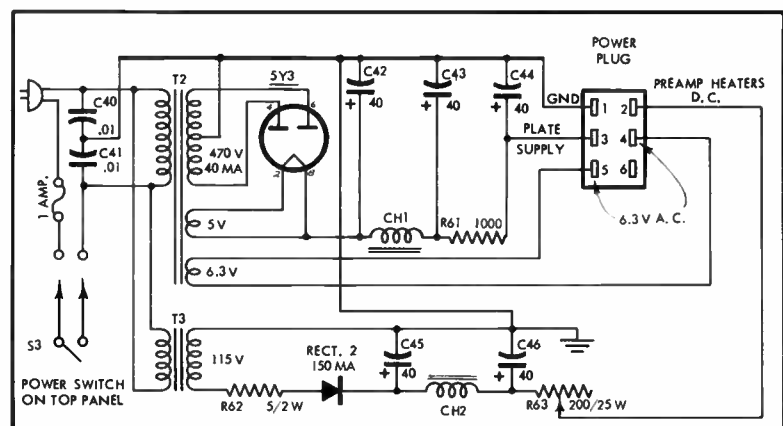 POWER
PLUG
T2
5Y3
C42
40
C43
40
C44
40
C40
.01
C41
.01
4
6
2
8
470 V
40 MA
GND
1
2
PREAMP HEATERS
D. C.
PLATE
SUPPLY
3
4
5
6
6.3 V A. C.
1 AMP.
5 V
CH1
R61
1000
6.3 V
T3
S3
115 V
RECT. 2
150 MA
C45
40
C46
40
R62
5/2 W
CH2
R63
200/25 W
POWER SWITCH
ON TOP PANEL